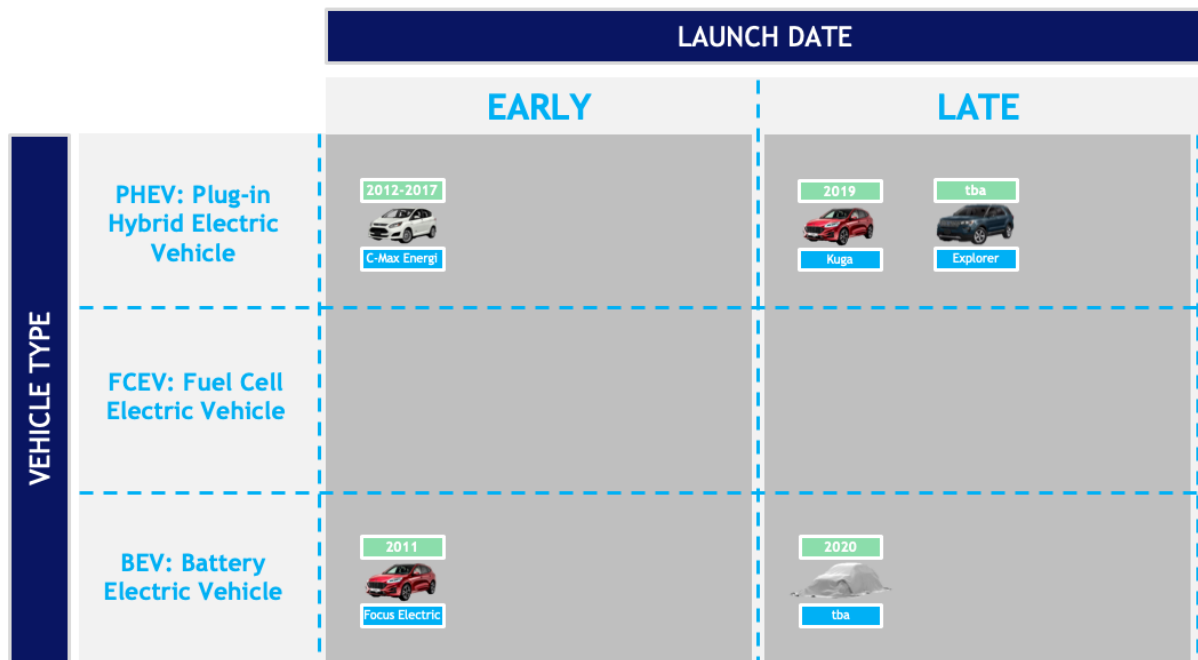 LAUNCH DATE
EARLY
LATE
VEHICLE TYPE
PHEV: Plug-in
Hybrid Electric
Vehicle
2012-2017
C-Max Energi
2019
Kuga
tba
Explorer
FCEV: Fuel Cell
Electric Vehicle
BEV: Battery
Electric Vehicle
2011
Focus Electric
2020
tba